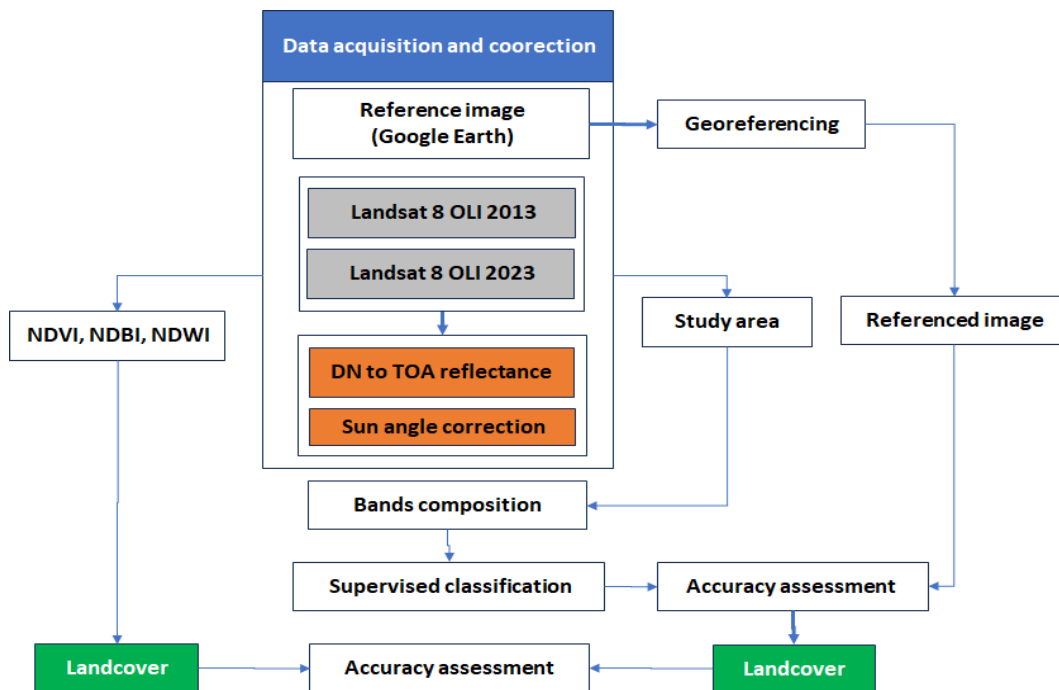 Data acquisition and coorection
Reference image
(Google Earth)
Georeferencing
Landsat 8 OLI 2013
Landsat 8 OLI 2023
NDVI, NDBI, NDWI
Study area
Referenced image
DN to TOA reflectance
Sun angle correction
Bands composition
Supervised classification
Accuracy assessment
Landcover
Accuracy assessment
Landcover